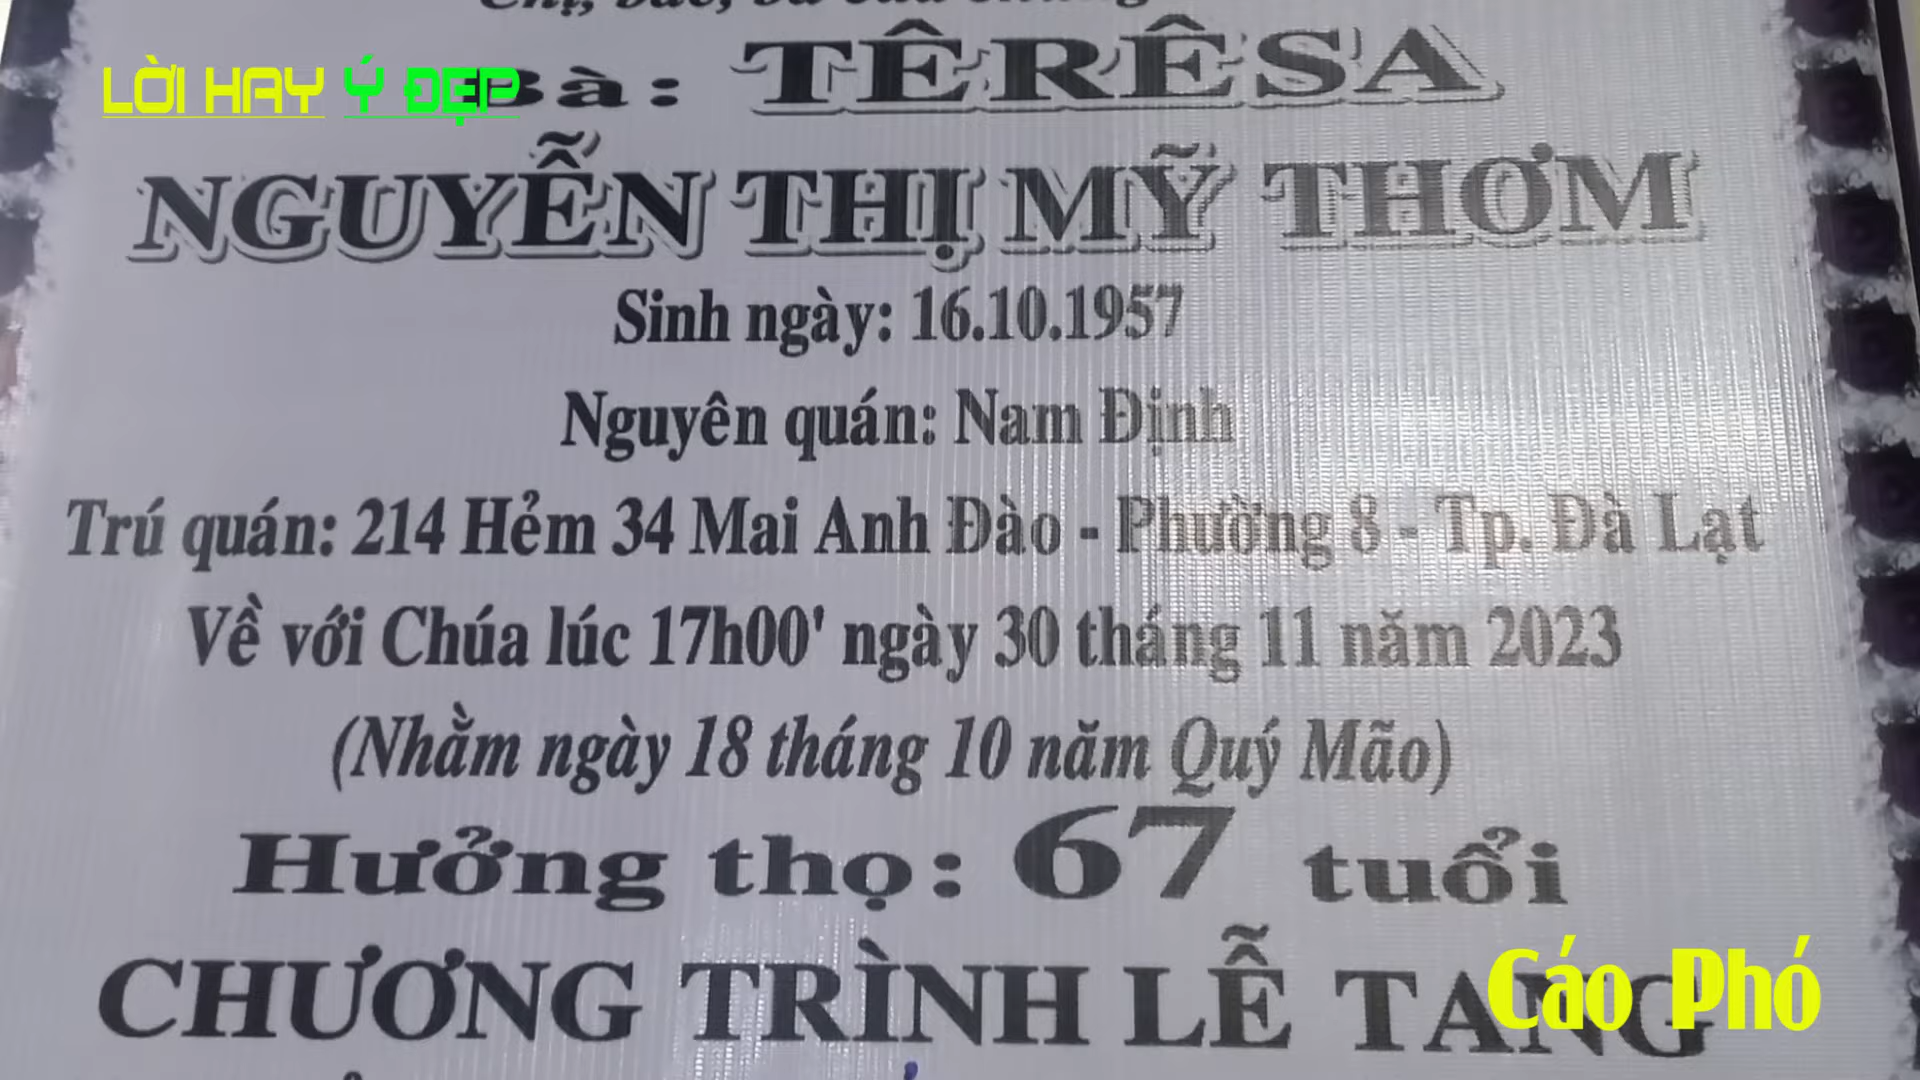 LỜI HAY Ý ĐẸP
Bà: TÊRÊSA
NGUYỄN THỊ MỸ THƠM
Sinh ngày: 16.10.1957
Nguyên quán: Nam Định
Trú quán: 214 Hẻm 34 Mai Anh Đào - Phường 8 - Tp. Đà Lạt
Về với Chúa lúc 17h00' ngày 30 tháng 11 năm 2023
(Nhằm ngày 18 tháng 10 năm Quý Mão)
Hưởng thọ: 67 tuổi
CHƯƠNG TRÌNH LỄ TANG
Cáo Phó